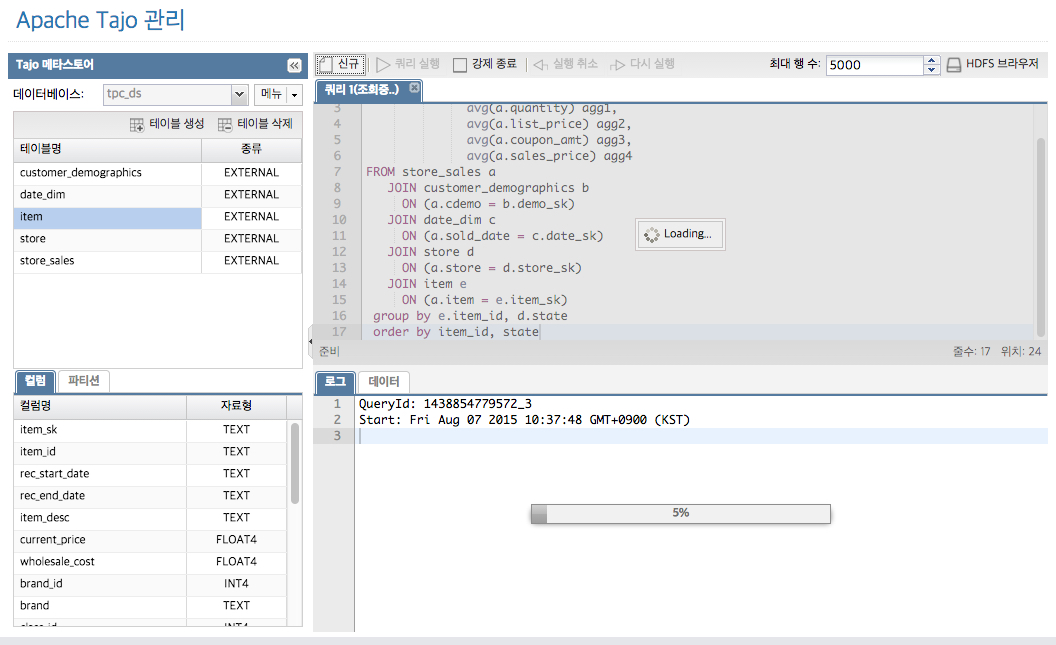 Apache Tajo 관리
Tajo 메타스토어
데이터베이스: tpc_ds 메뉴
테이블 생성 테이블 삭제
테이블명 종류
customer_demographics EXTERNAL
date_dim EXTERNAL
item EXTERNAL
store EXTERNAL
store_sales EXTERNAL
컬럼 파티션
컬럼명 자료형
item_sk TEXT
item_id TEXT
rec_start_date TEXT
rec_end_date TEXT
item_desc TEXT
current_price FLOAT4
wholesale_cost FLOAT4
brand_id INT4
brand TEXT
class_id INT4
신규 쿼리 실행 강제 종료 실행 취소 다시 실행 최대 행 수: 5000 HDFS 브라우저
쿼리 1(조회중..)
3 avg(a.quantity) agg1,
4 avg(a.list_price) agg2,
5 avg(a.coupon_amt) agg3,
6 avg(a.sales_price) agg4
7 FROM store_sales a
8 JOIN customer_demographics b
9 ON (a.cdemo = b.demo_sk)
10 JOIN date_dim c
11 ON (a.sold_date = c.date_sk)
12 JOIN store d
13 ON (a.store = d.store_sk)
14 JOIN item e
15 ON (a.item = e.item_sk)
16 group by e.item_id, d.state
17 order by item_id, state
Loading...
준비 줄수: 17 위치: 24
로그 데이터
1 QueryId: 1438854779572_3
2 Start: Fri Aug 07 2015 10:37:48 GMT+0900 (KST)
3
5%